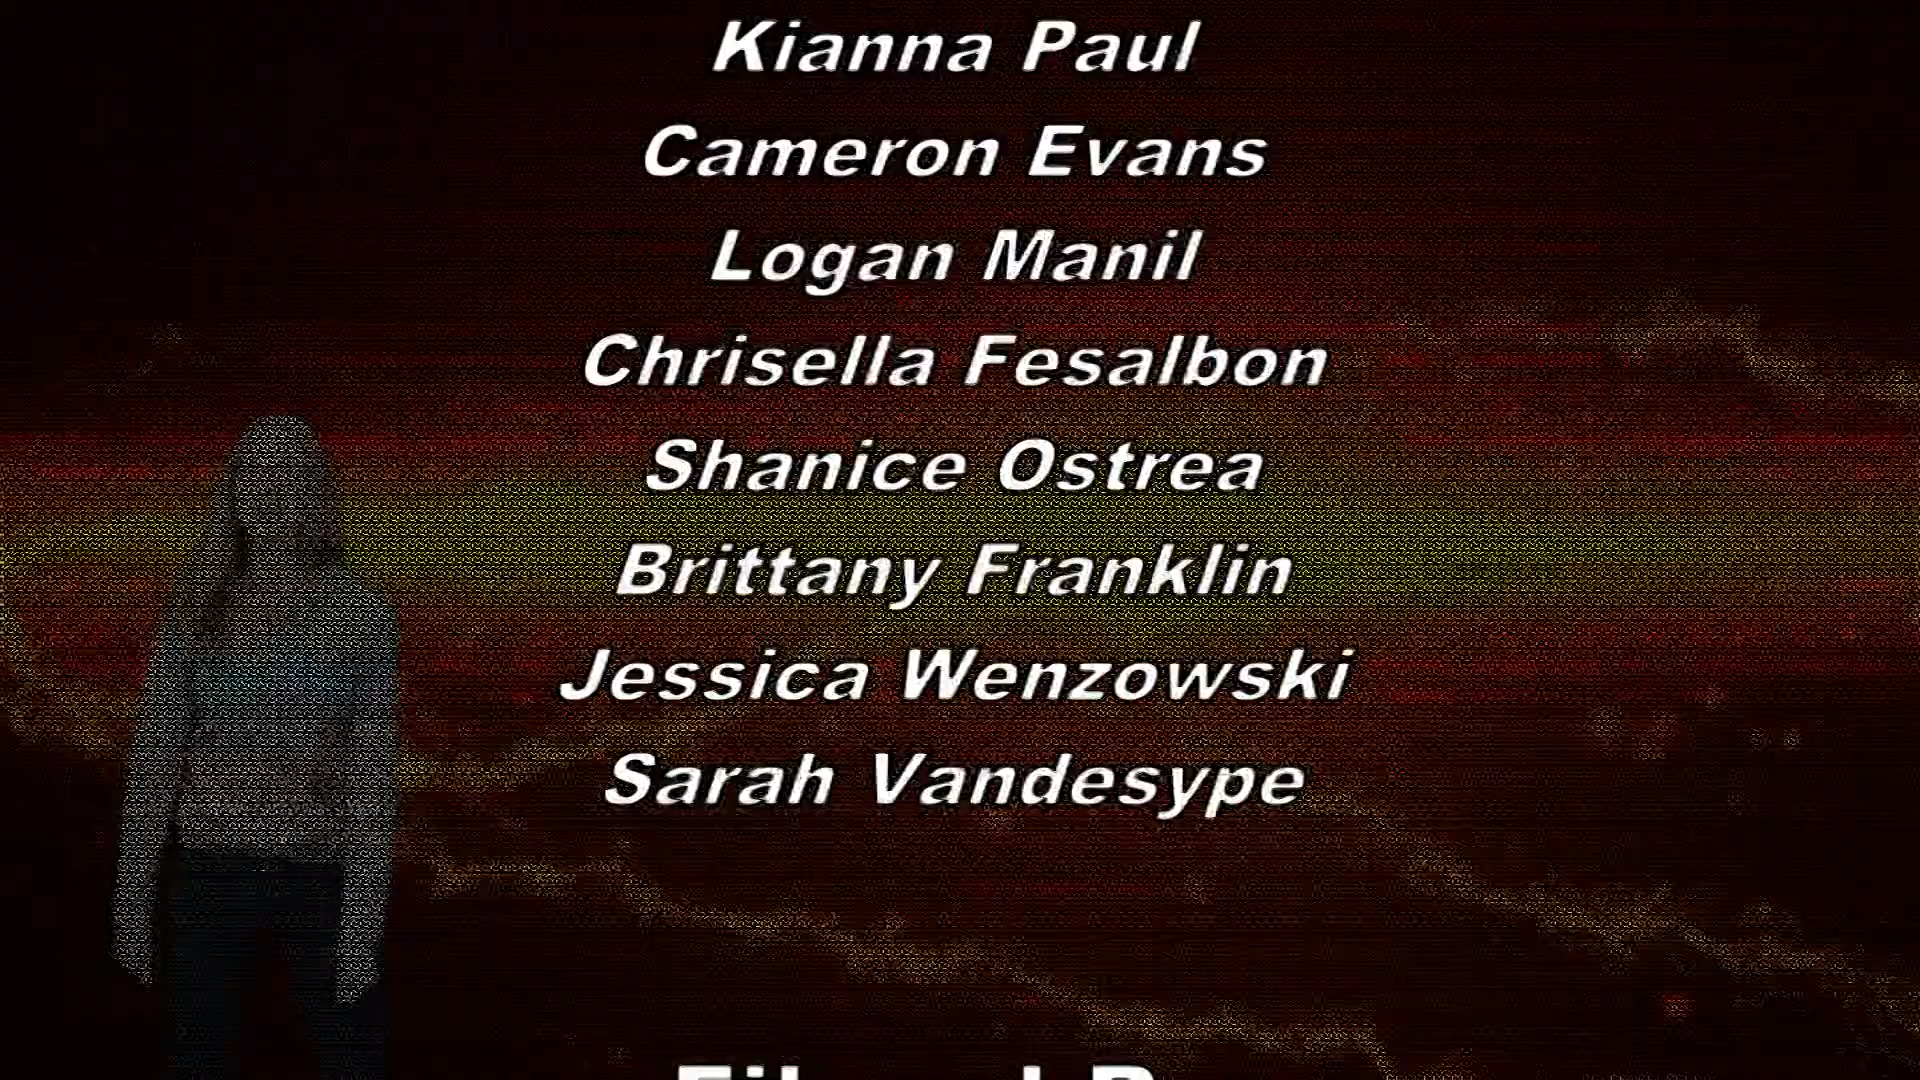 Kianna Paul
Cameron Evans
Logan Manil
Chrisella Fesalbon
Shanice Ostrea
Brittany Franklin
Jessica Wenzowski
Sarah Vandesype